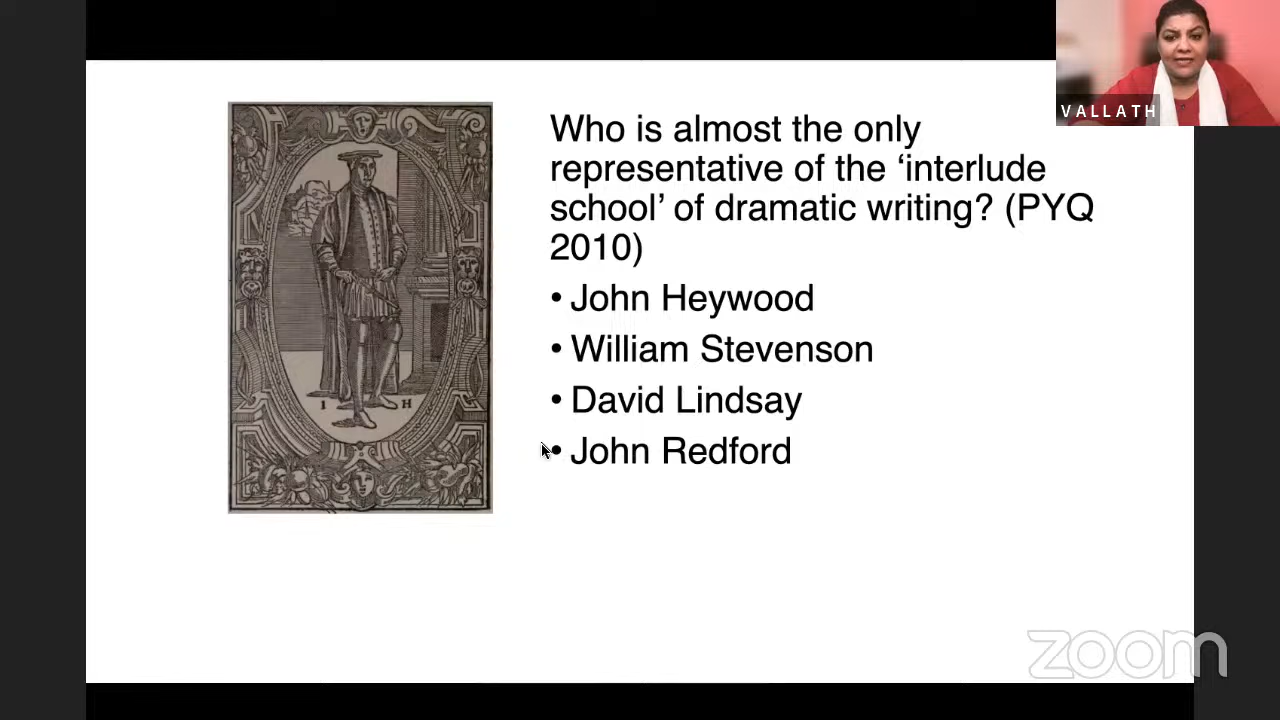 VALLATH
Who is almost the only
representative of the ‘interlude
school’ of dramatic writing? (PYQ
2010)
• John Heywood
• William Stevenson
• David Lindsay
• John Redford
I H
zoom